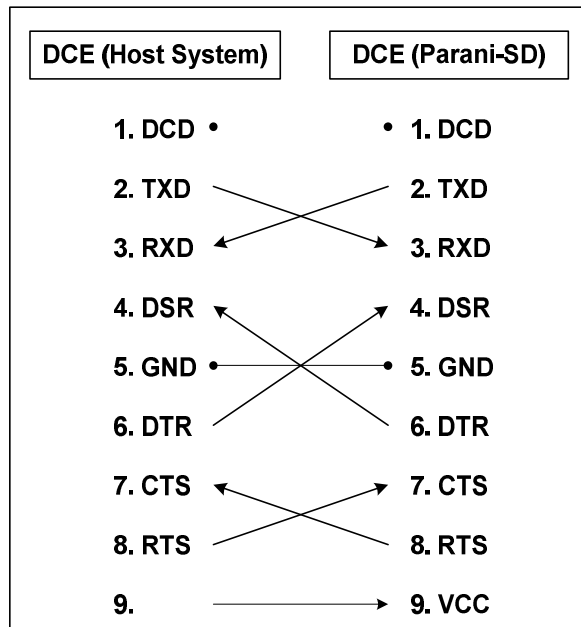 DCE (Host System) DCE (Parani-SD)
1. DCD 1. DCD
2. TXD 2. TXD
3. RXD 3. RXD
4. DSR 4. DSR
5. GND 5. GND
6. DTR 6. DTR
7. CTS 7. CTS
8. RTS 8. RTS
9. 9. VCC